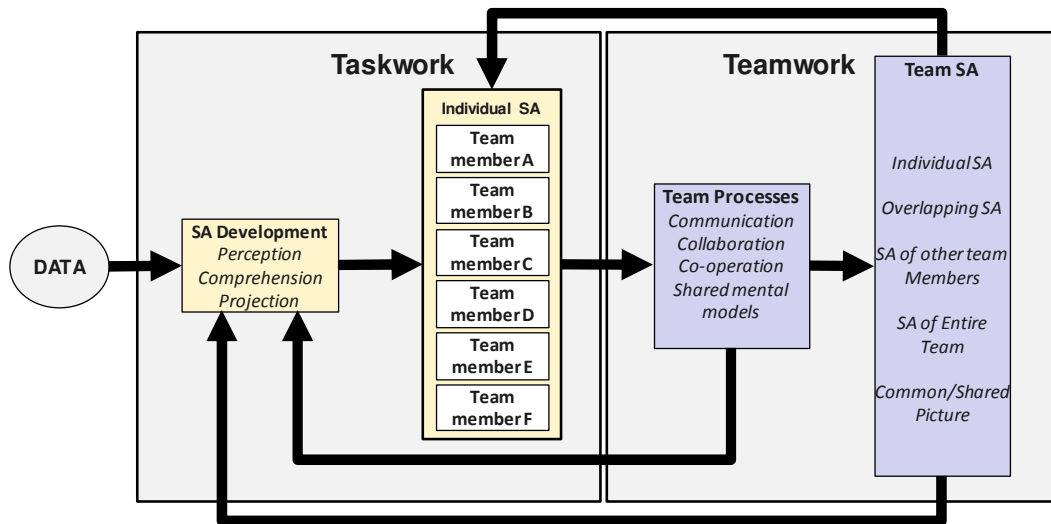 Taskwork
Teamwork
DATA
SA Development
Perception
Comprehension
Projection
Individual SA
Team
member A
Team
member B
Team
member C
Team
member D
Team
member E
Team
member F
Team Processes
Communication
Collaboration
Co-operation
Shared mental
models
Team SA
Individual SA
Overlapping SA
SA of other team
Members
SA of Entire
Team
Common/Shared
Picture